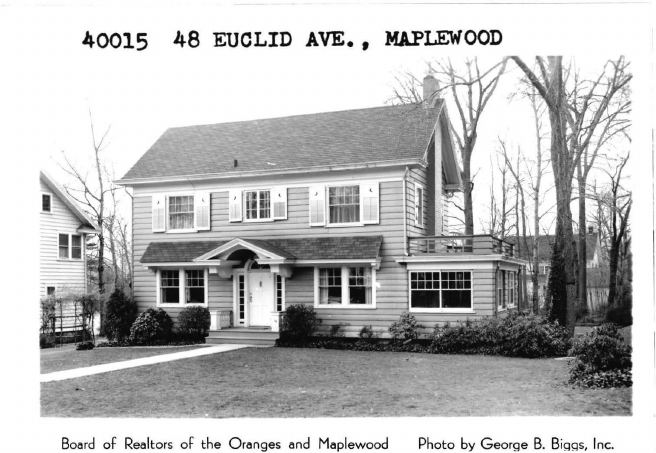 40015 48 EUCLID AVE., MAPLEWOOD
Board of Realtors of the Oranges and Maplewood Photo by George B. Biggs, Inc.